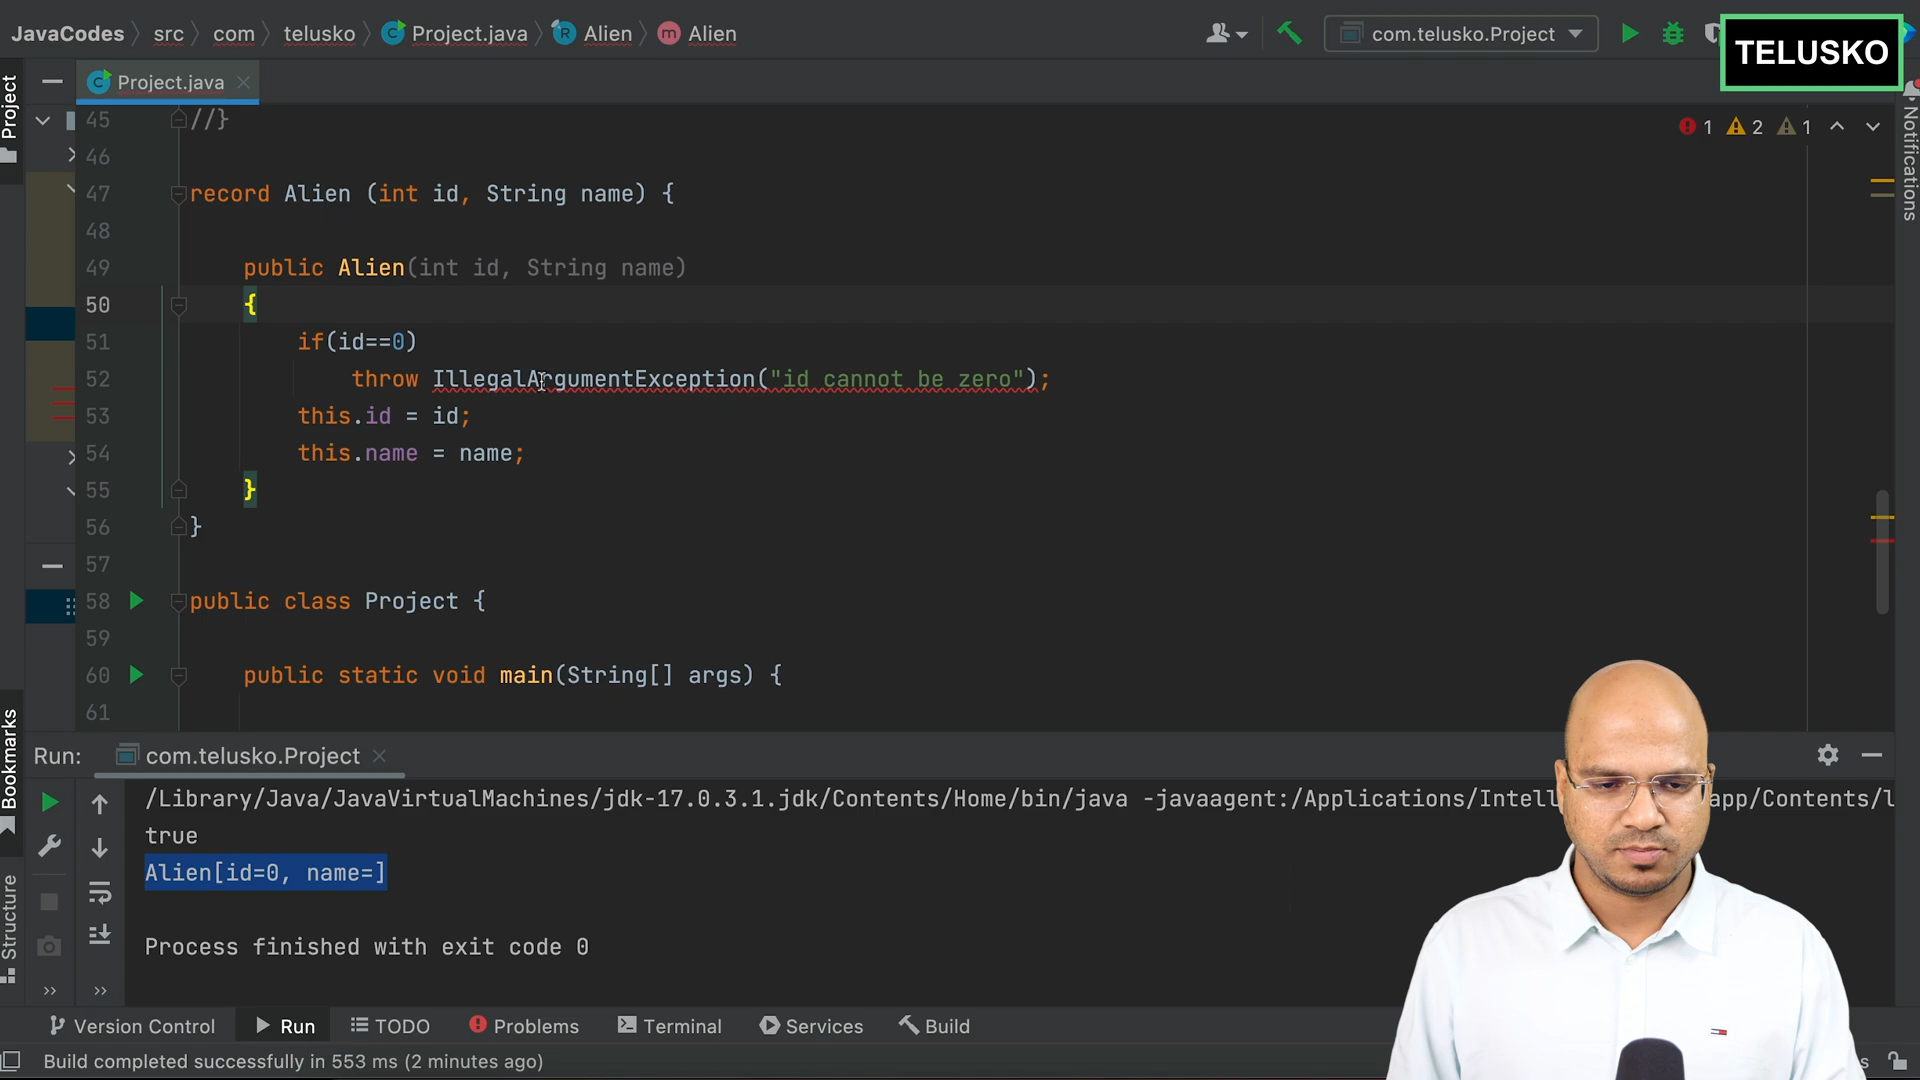 JavaCodes src com telusko Project.java Alien Alien
com.telusko.Project
TELUSKO
Project
Project.java
Notifications
1 2 1
45 //}
46
47 record Alien (int id, String name) {
48
49 public Alien(int id, String name)
50 {
51 if(id==0)
52 throw IllegalArgumentException("id cannot be zero");
53 this.id = id;
54 this.name = name;
55 }
56 }
57
58 public class Project {
59
60 public static void main(String[] args) {
61
Bookmarks
Structure
Run: com.telusko.Project
/Library/Java/JavaVirtualMachines/jdk-17.0.3.1.jdk/Contents/Home/bin/java -javaagent:/Applications/Intell app/Contents/l
true
Alien[id=0, name=]
Process finished with exit code 0
Version Control Run TODO Problems Terminal Services Build
Build completed successfully in 553 ms (2 minutes ago)